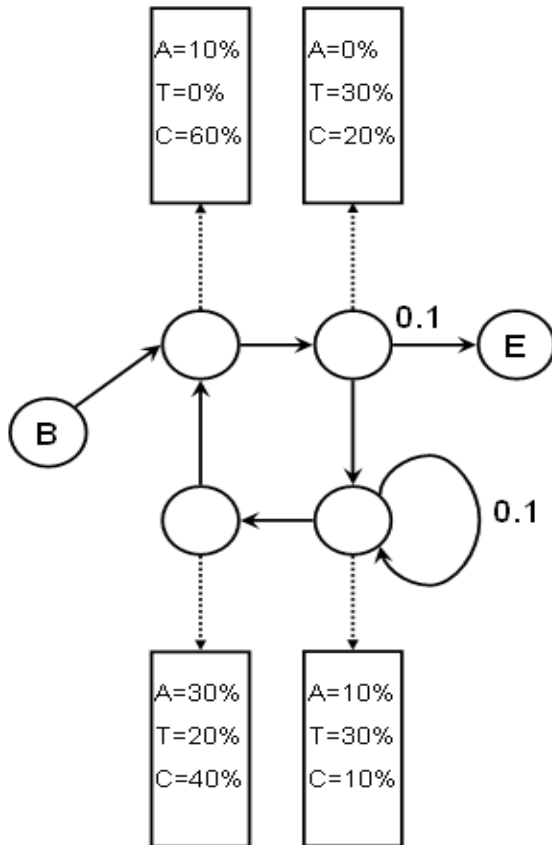 A=10%
T=0%
C=60%
A=0%
T=30%
C=20%
0.1
E
B
0.1
A=30%
T=20%
C=40%
A=10%
T=30%
C=10%